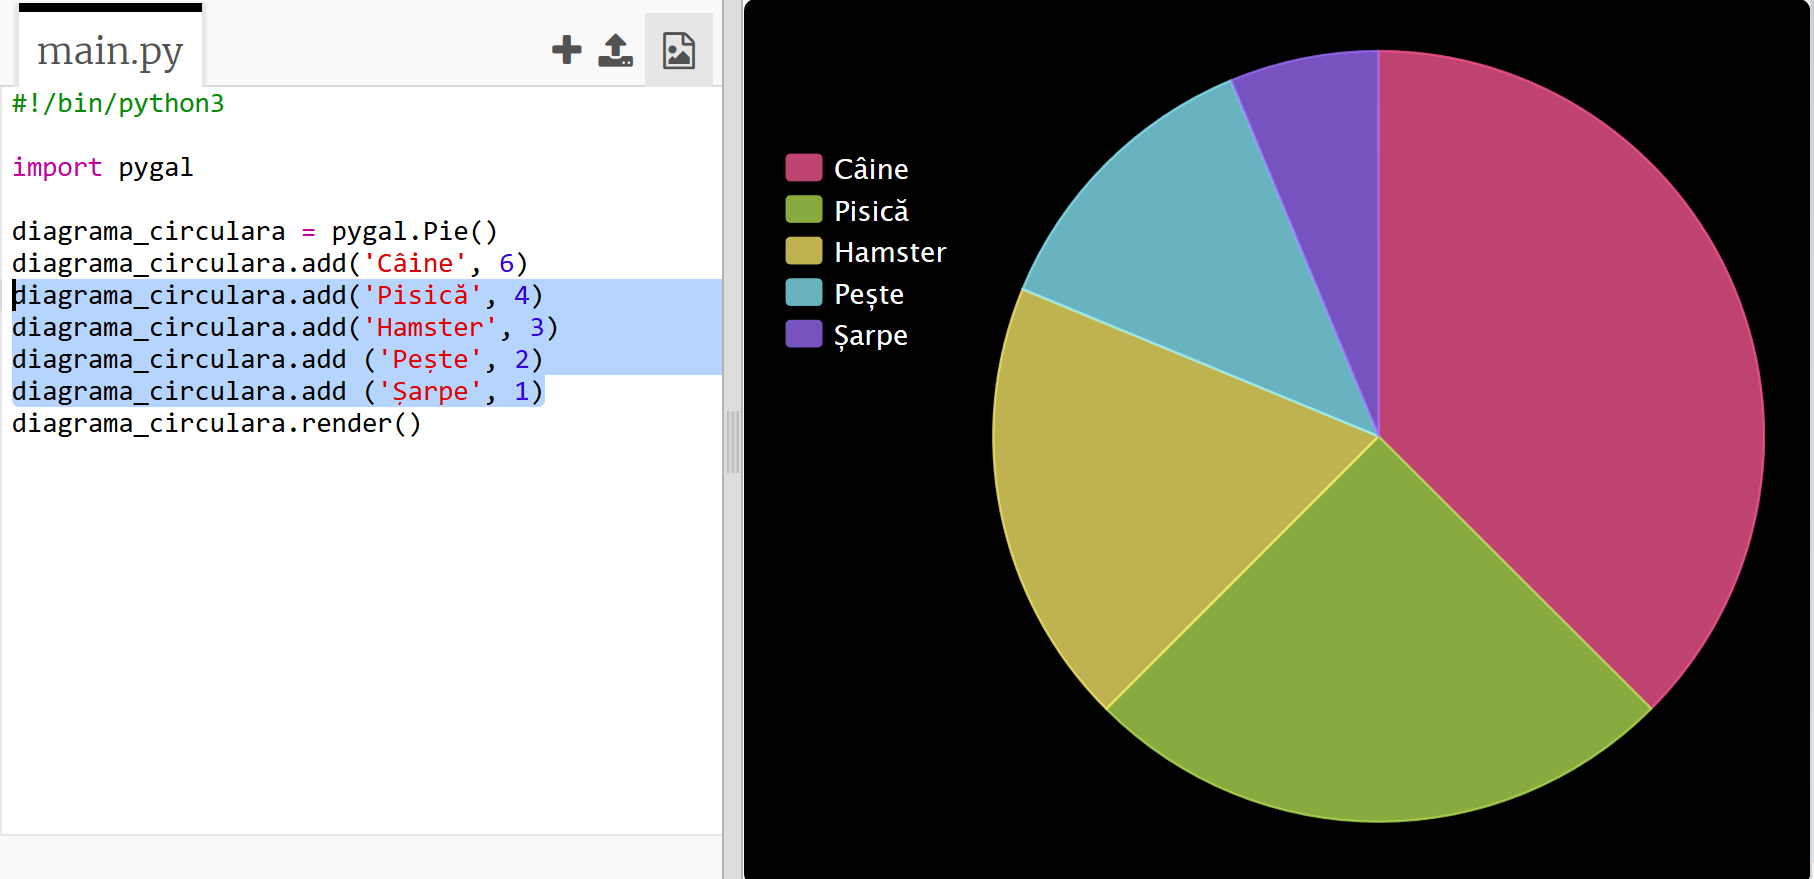 main.py
#!/bin/python3
import pygal
diagrama_circulara = pygal.Pie()
diagrama_circulara.add('Câine', 6)
diagrama_circulara.add('Pisică', 4)
diagrama_circulara.add('Hamster', 3)
diagrama_circulara.add ('Pește', 2)
diagrama_circulara.add ('Șarpe', 1)
diagrama_circulara.render()
Câine
Pisică
Hamster
Pește
Șarpe